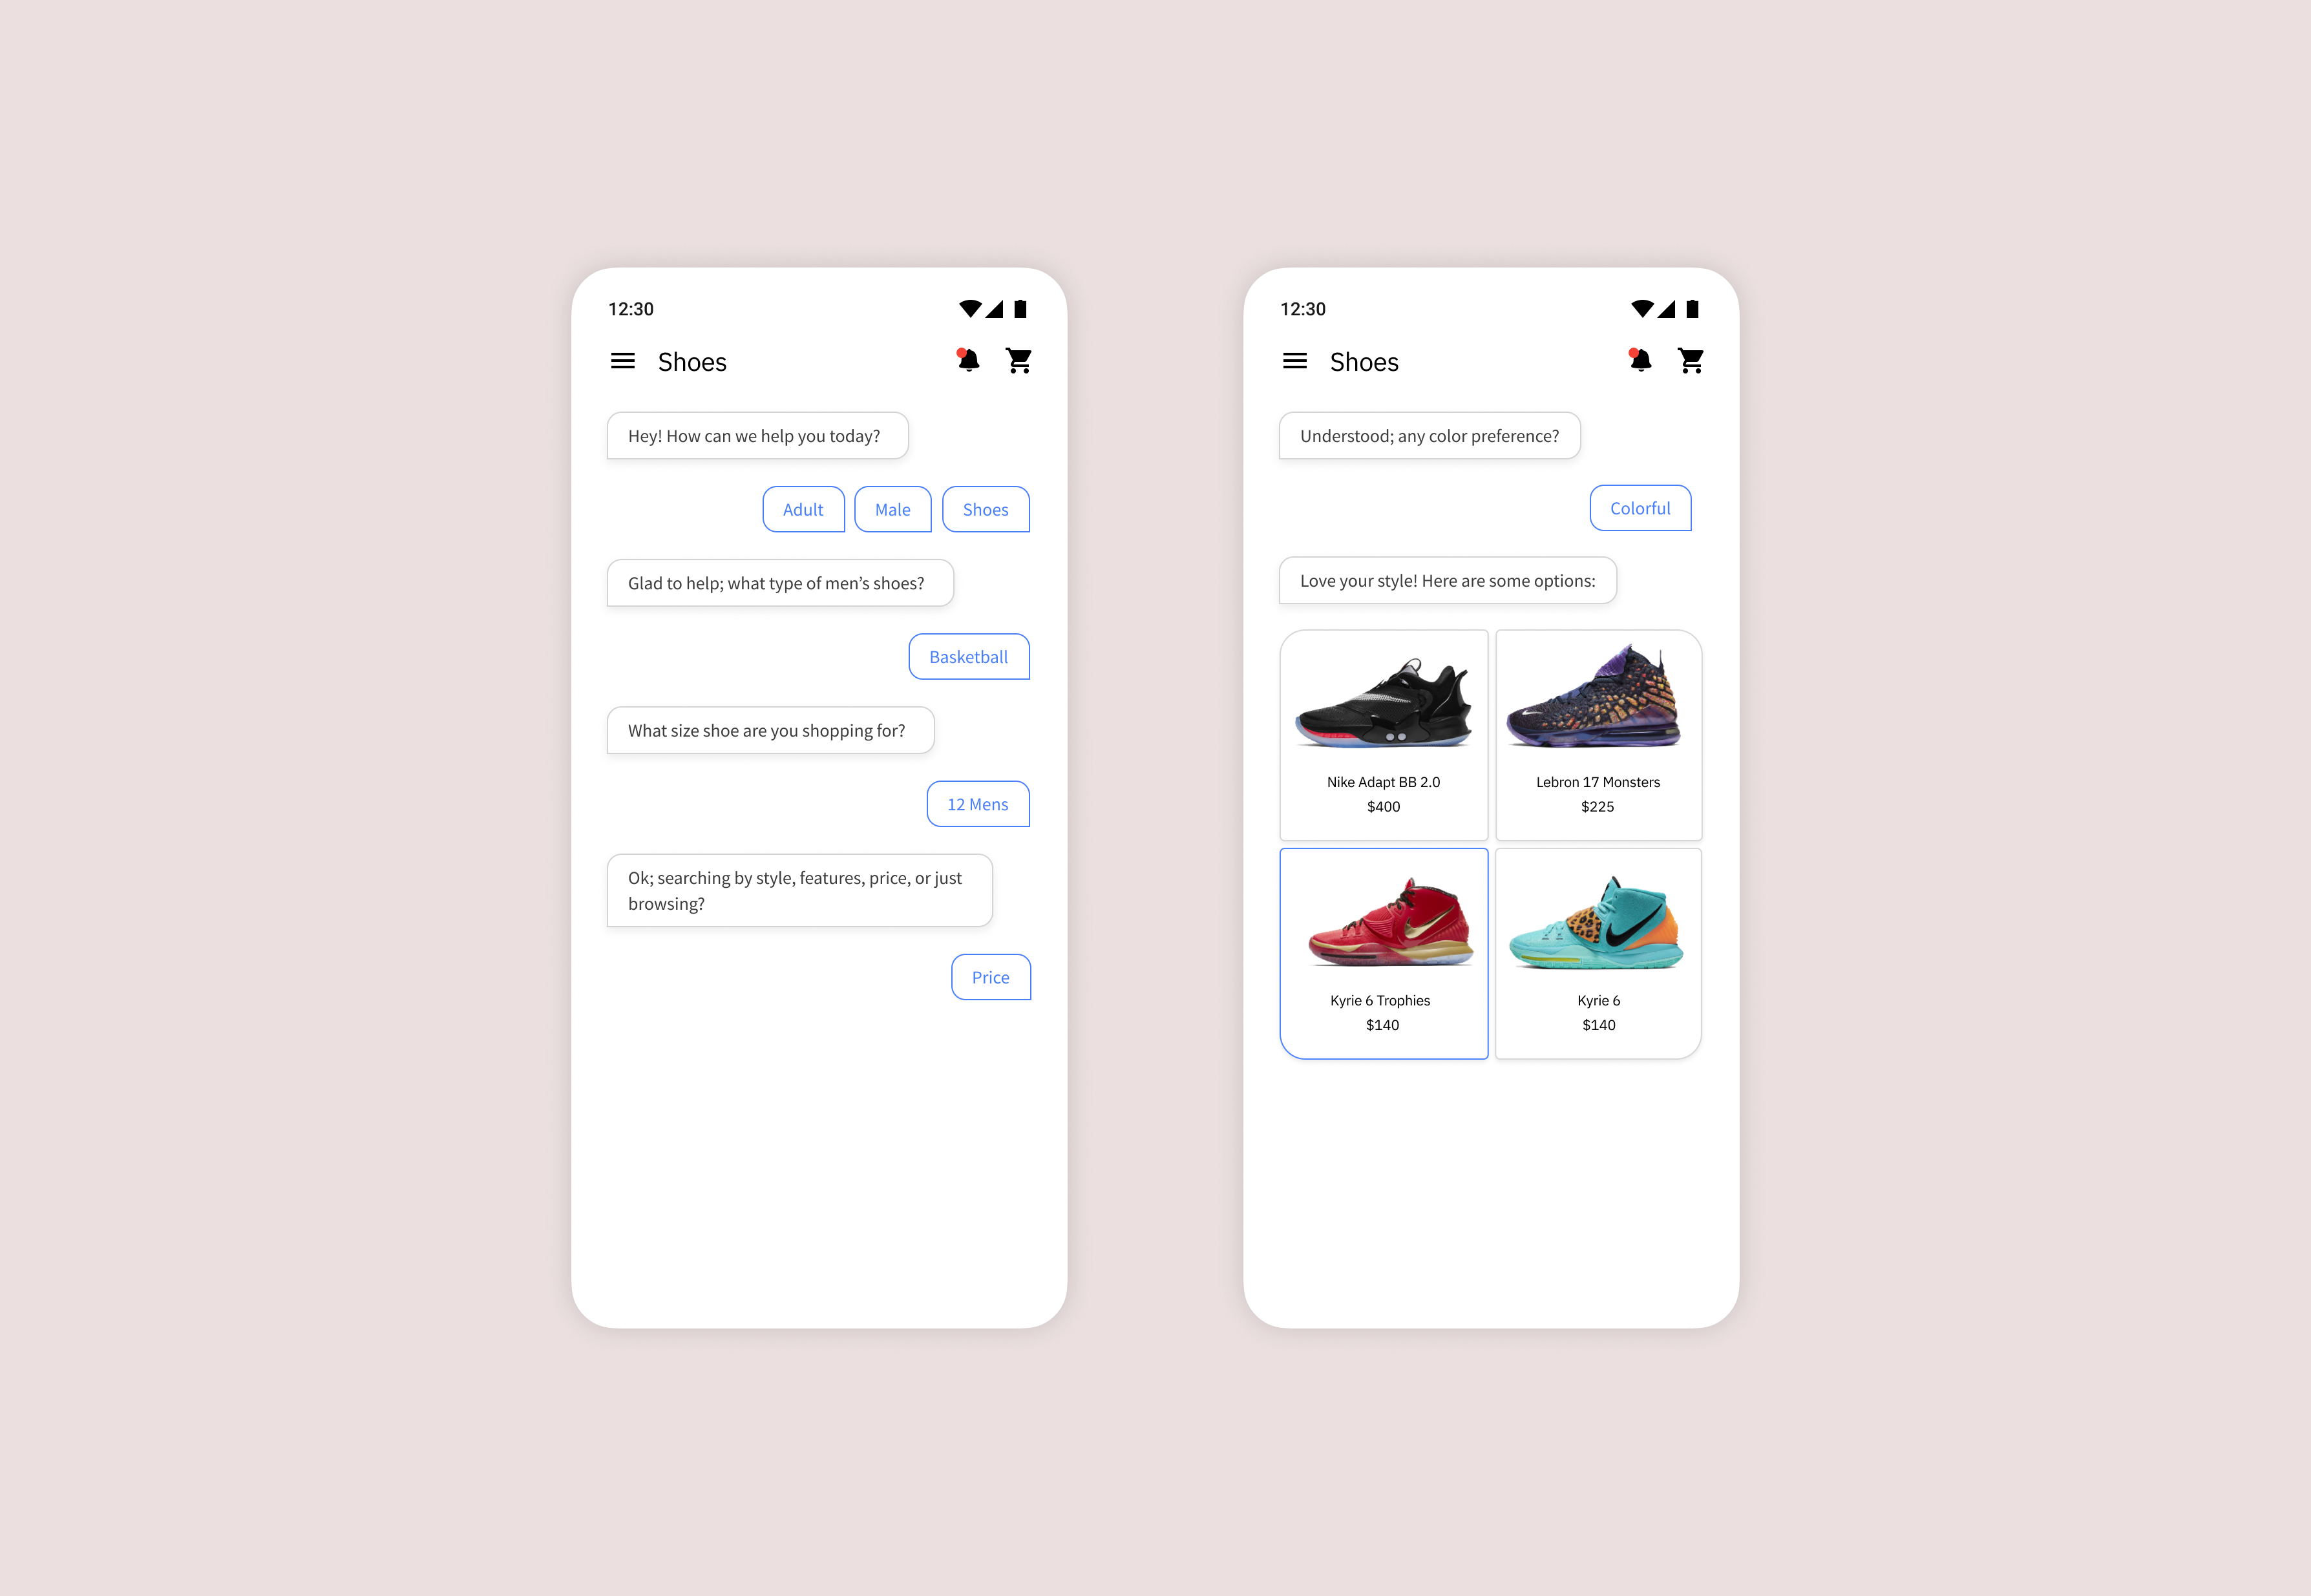 12:30
Shoes
Hey! How can we help you today?
Adult
Male
Shoes
Glad to help; what type of men’s shoes?
Basketball
What size shoe are you shopping for?
12 Mens
Ok; searching by style, features, price, or just
browsing?
Price
12:30
Shoes
Understood; any color preference?
Colorful
Love your style! Here are some options:
Nike Adapt BB 2.0
$400
Lebron 17 Monsters
$225
Kyrie 6 Trophies
$140
Kyrie 6
$140